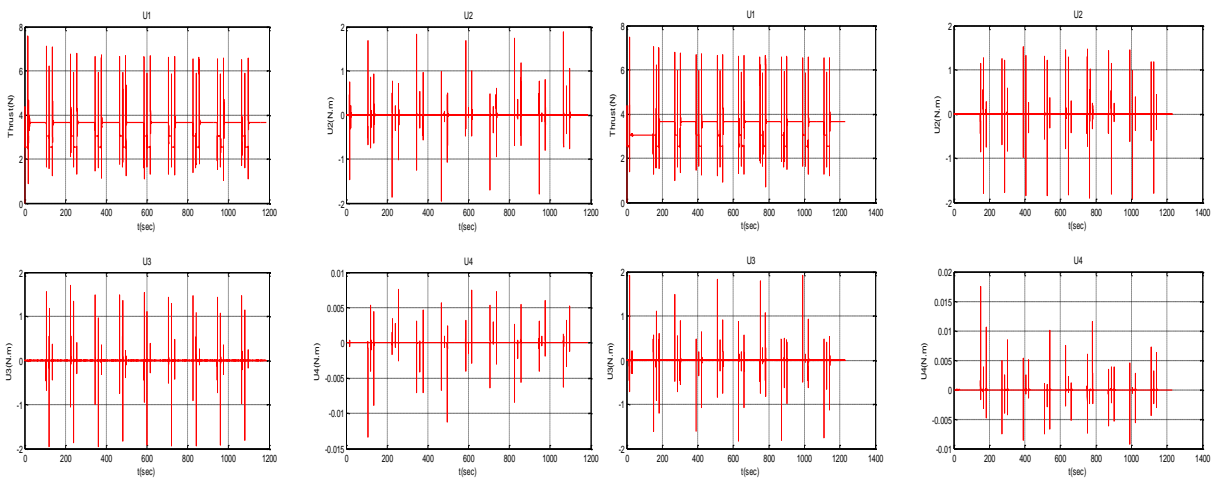 U1 U2 U1 U2
8 2 8 2
6 1 6 1
4 0 4 0
2 -1 2 -1
0 -2 0 -2
Thrust(N) U2(N.m) Thrust(N) U2(N.m)
0 200 400 600 800 1000 1200 0 200 400 600 800 1000 1200 0 200 400 600 800 1000 1200 1400 0 200 400 600 800 1000 1200 1400
t(sec) t(sec) t(sec) t(sec)
U3 U4 U3 U4
2 0.01 2 0.02
1 0.005 1 0.015
0 0 0 0.01
-1 -0.005 -1 0.005
-2 -0.01 -2 0
-0.015 -0.005
-0.01
U3(N.m) U4(N.m) U3(N.m) U4(N.m)
0 200 400 600 800 1000 1200 0 200 400 600 800 1000 1200 0 200 400 600 800 1000 1200 1400 0 200 400 600 800 1000 1200 1400
t(sec) t(sec) t(sec) t(sec)